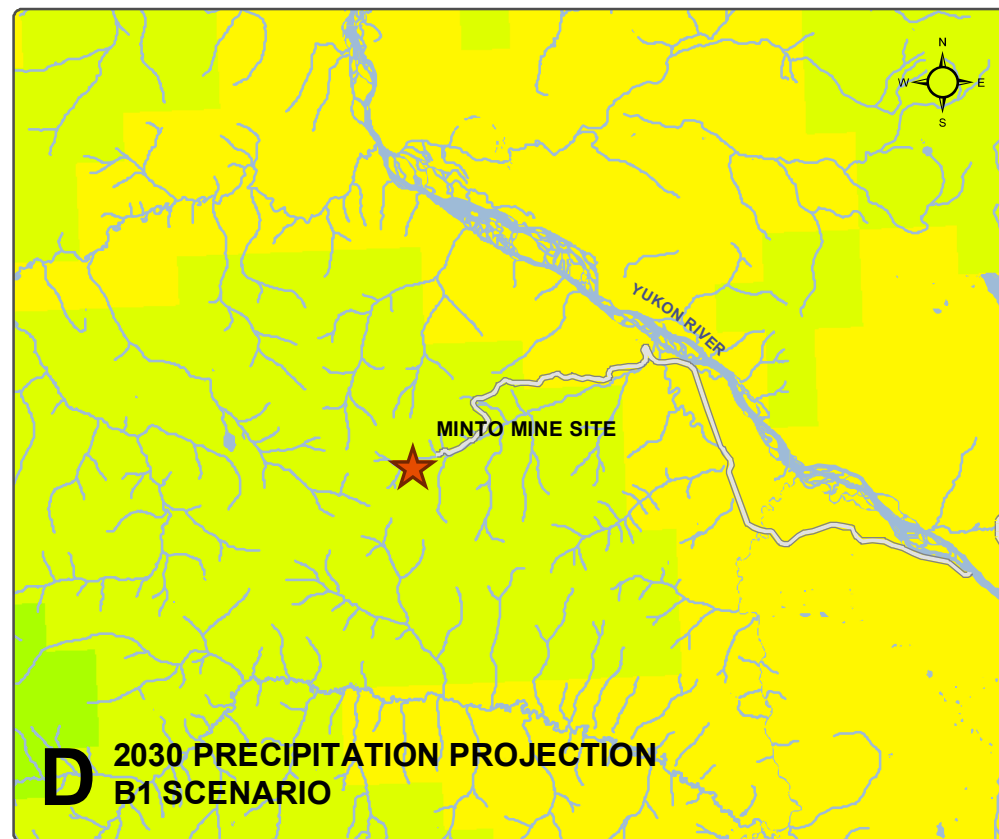 N
W E
S
YUKON RIVER
MINTO MINE SITE
D
2030 PRECIPITATION PROJECTION
B1 SCENARIO